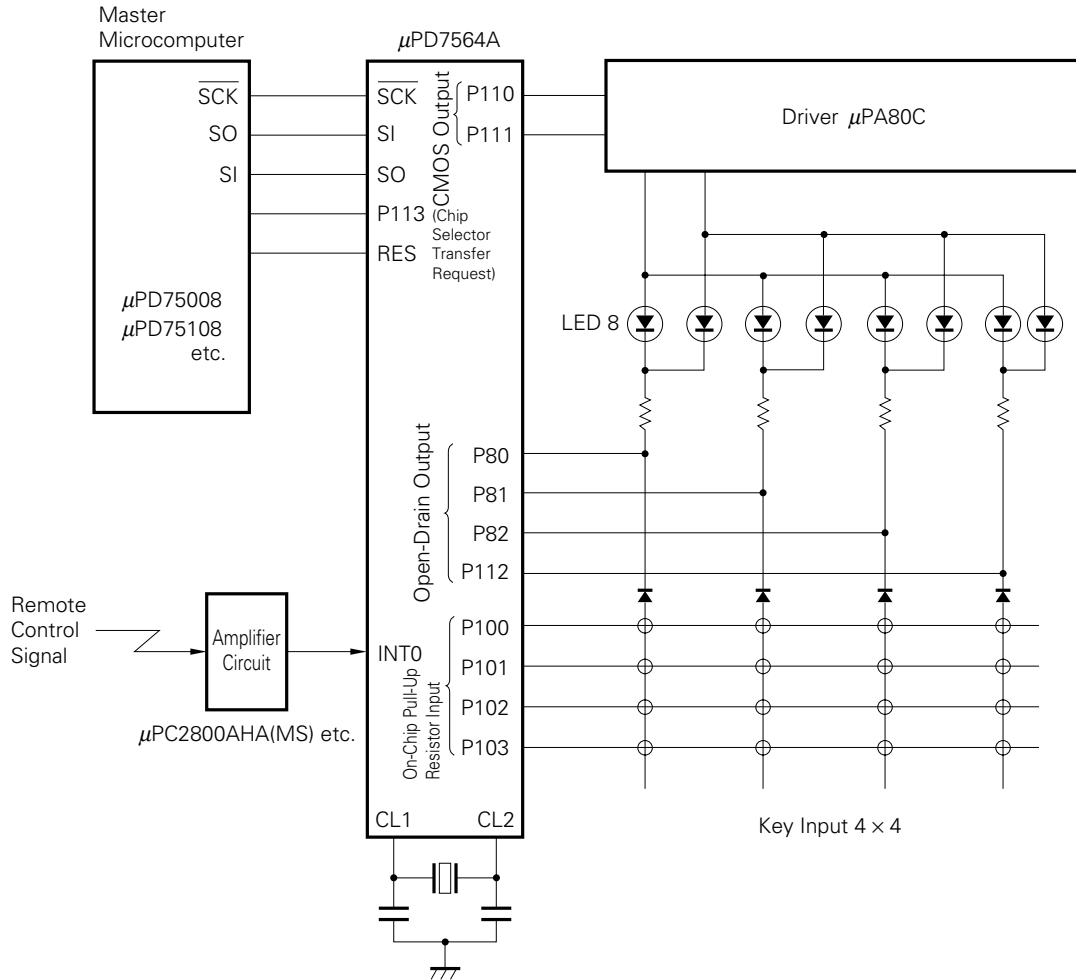 Master
Microcomputer
μPD7564A
SCK
SO
SI
μPD75008
μPD75108
etc.
SCK
SI
SO
P113 (Chip
Selector
Transfer
Request)
RES
CMOS Output
P110
P111
Driver μPA80C
LED 8
Open-Drain Output
P80
P81
P82
P112
Remote
Control
Signal
Amplifier
Circuit
μPC2800AHA(MS) etc.
INT0
On-Chip Pull-Up
Resistor Input
P100
P101
P102
P103
CL1 CL2
Key Input 4 × 4